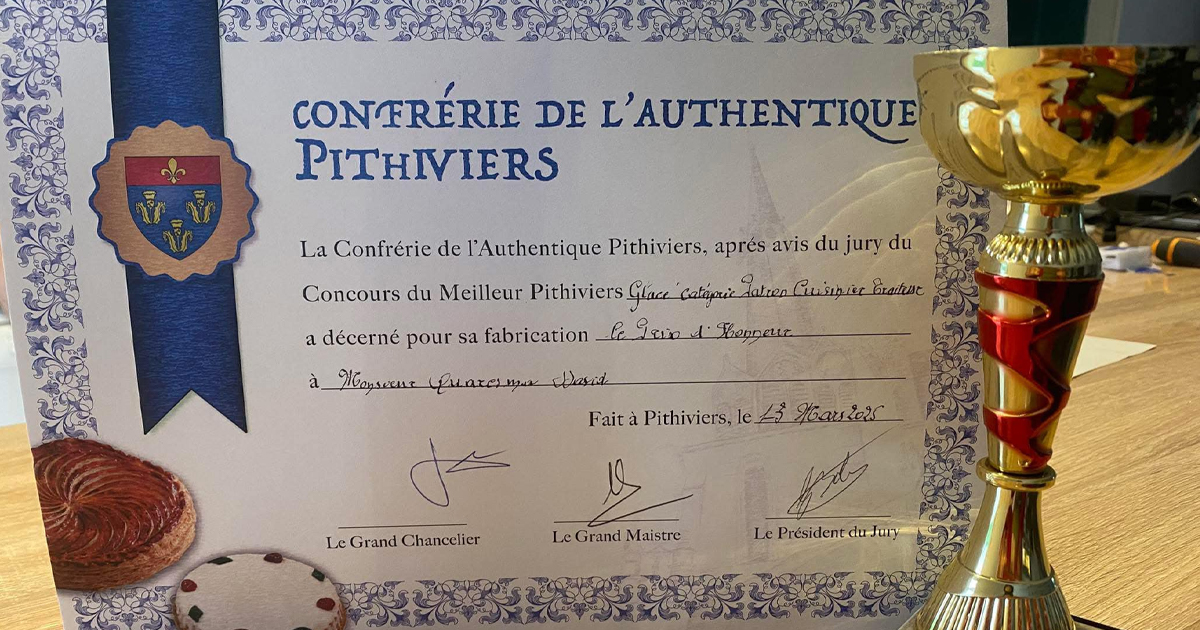 CONFRÉRIE DE L'AUTHENTIQUE
PITHIVIERS
La Confrérie de l'Authentique Pithiviers, aprés avis du jury du
Concours du Meilleur Pithiviers Glacé catégorie Patron Cuisinier Traiteur
a décerné pour sa fabrication le Prix d'Honneur
à Monsieur Quaresma David
Fait à Pithiviers, le 13 Mars 2025
Le Grand Chancelier
Le Grand Maistre
Le Président du Jury